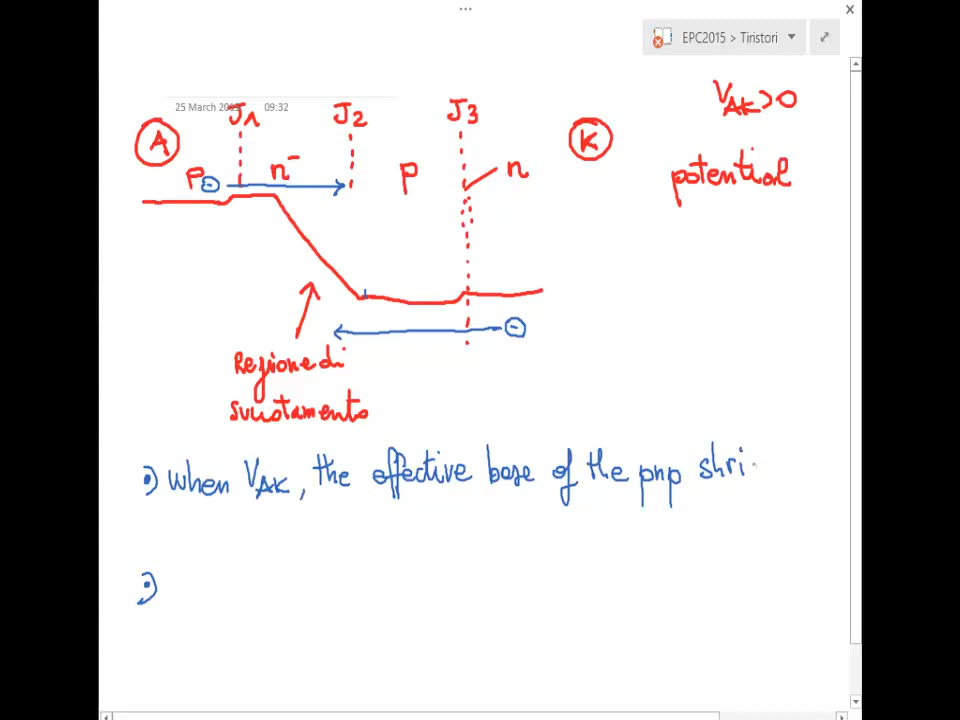 EPC2015 > Tiristori
25 March 2015 09:32
J1 J2 J3
A K
VAK>0
P n⁻ p n
potential
Regione di
svuotamento
•) When VAK, the effective base of the pnp shri
•)